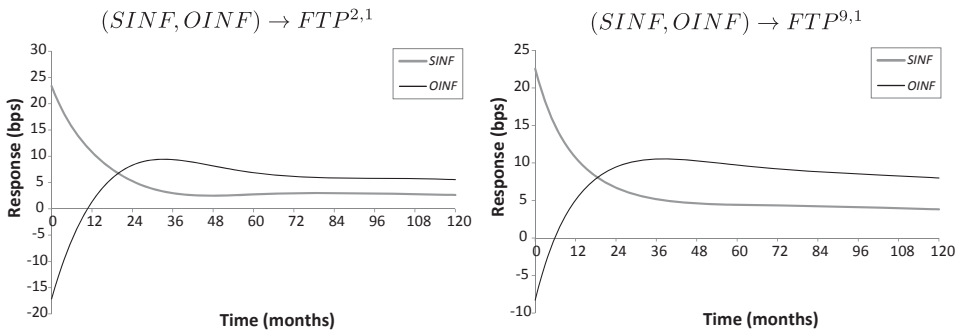 (SINF, OINF) → FTP^{2,1}
30
25
20
15
10
5
0
-5
-10
-15
-20
Response (bps)
0 12 24 36 48 60 72 84 96 108 120
Time (months)
SINF
OINF
(SINF, OINF) → FTP^{9,1}
25
20
15
10
5
0
-5
-10
Response (bps)
0 12 24 36 48 60 72 84 96 108 120
Time (months)
SINF
OINF